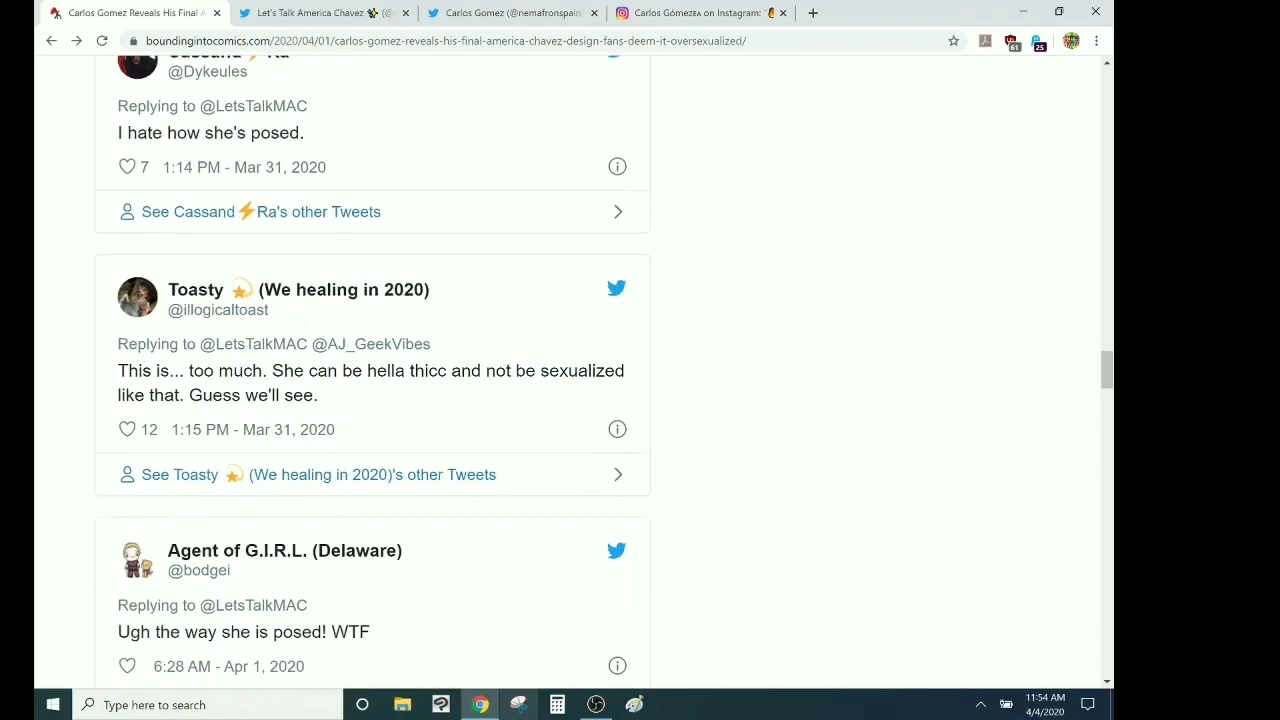 Carlos Gomez Reveals His Final A
Let's Talk America Chavez (@
Carlos Gomez (@nemafronspain
Carlos Gómez on Instagram: "
boundingintocomics.com/2020/04/01/carlos-gomez-reveals-his-final-america-chavez-design-fans-deem-it-oversexualized/
61
25
@Dykeules
Replying to @LetsTalkMAC
I hate how she's posed.
7 1:14 PM - Mar 31, 2020
See Cassand⚡Ra's other Tweets
Toasty 💫 (We healing in 2020)
@illogicaltoast
Replying to @LetsTalkMAC @AJ_GeekVibes
This is... too much. She can be hella thicc and not be sexualized
like that. Guess we'll see.
12 1:15 PM - Mar 31, 2020
See Toasty 💫 (We healing in 2020)'s other Tweets
Agent of G.I.R.L. (Delaware)
@bodgei
Replying to @LetsTalkMAC
Ugh the way she is posed! WTF
6:28 AM - Apr 1, 2020
Type here to search
11:54 AM
4/4/2020